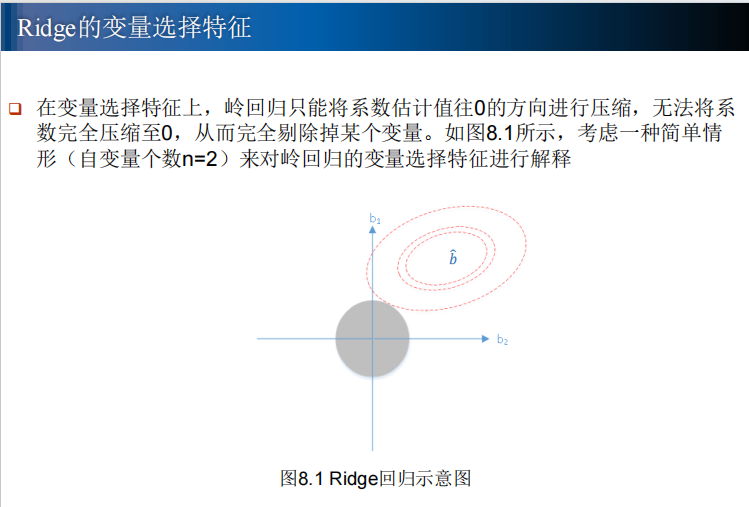 Ridge的变量选择特征
在变量选择特征上，岭回归只能将系数估计值往0的方向进行压缩，无法将系
数完全压缩至0，从而完全剔除掉某个变量。如图8.1所示，考虑一种简单情
形（自变量个数n=2）来对岭回归的变量选择特征进行解释
b₁
b̂
b₂
图8.1 Ridge回归示意图